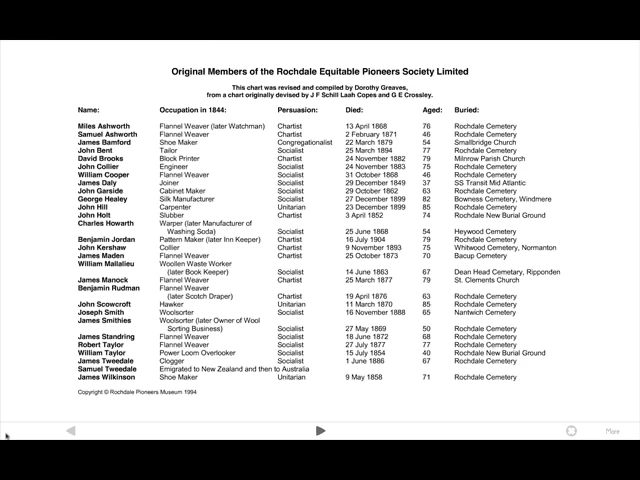 Original Members of the Rochdale Equitable Pioneers Society Limited
This chart was revised and compiled by Dorothy Greaves,
from a chart originally devised by J F Schill Laah Copes and G E Crossley.
Name: Occupation in 1844: Persuasion: Died: Aged: Buried:
Miles Ashworth Flannel Weaver (later Watchman) Chartist 13 April 1868 76 Rochdale Cemetery
Samuel Ashworth Flannel Weaver Chartist 2 February 1871 46 Rochdale Cemetery
James Bamford Shoe Maker Congregationalist 22 March 1879 54 Smallbridge Church
John Bent Tailor Socialist 25 March 1894 77 Rochdale Cemetery
David Brooks Block Printer Chartist 24 November 1882 79 Milnrow Parish Church
John Collier Engineer Socialist 24 November 1883 75 Rochdale Cemetery
William Cooper Flannel Weaver Socialist 31 October 1868 46 Rochdale Cemetery
James Daly Joiner Socialist 29 December 1849 37 SS Transit Mid Atlantic
John Garside Cabinet Maker Socialist 29 October 1862 63 Rochdale Cemetery
George Healey Silk Manufacturer Socialist 27 December 1899 82 Bowness Cemetery, Windmere
John Hill Carpenter Unitarian 23 December 1899 85 Rochdale Cemetery
John Holt Slubber Chartist 3 April 1852 74 Rochdale New Burial Ground
Charles Howarth Warper (later Manufacturer of
Washing Soda) Socialist 25 June 1868 54 Heywood Cemetery
Benjamin Jordan Pattern Maker (later Inn Keeper) Chartist 16 July 1904 79 Rochdale Cemetery
John Kershaw Collier Chartist 9 November 1893 75 Whitwood Cemetery, Normanton
James Maden Flannel Weaver Chartist 25 October 1873 70 Bacup Cemetery
William Mallalieu Woollen Waste Worker
(later Book Keeper) Socialist 14 June 1863 67 Dean Head Cemetery, Ripponden
James Manock Flannel Weaver Chartist 25 March 1877 79 St. Clements Church
Benjamin Rudman Flannel Weaver
(later Scotch Draper) Chartist 19 April 1876 63 Rochdale Cemetery
John Scowcroft Hawker Unitarian 11 March 1870 85 Rochdale Cemetery
Joseph Smith Woolsorter Socialist 16 November 1888 65 Nantwich Cemetery
James Smithies Woolsorter (later Owner of Wool
Sorting Business) Socialist 27 May 1869 50 Rochdale Cemetery
James Standring Flannel Weaver Socialist 18 June 1872 68 Rochdale Cemetery
Robert Taylor Flannel Weaver Socialist 27 July 1877 77 Rochdale Cemetery
William Taylor Power Loom Overlooker Socialist 15 July 1854 40 Rochdale New Burial Ground
James Tweedale Clogger Socialist 1 June 1886 67 Rochdale Cemetery
Samuel Tweedale Emigrated to New Zealand and then to Australia
James Wilkinson Shoe Maker Unitarian 9 May 1858 71 Rochdale Cemetery
Copyright © Rochdale Pioneers Museum 1994
More